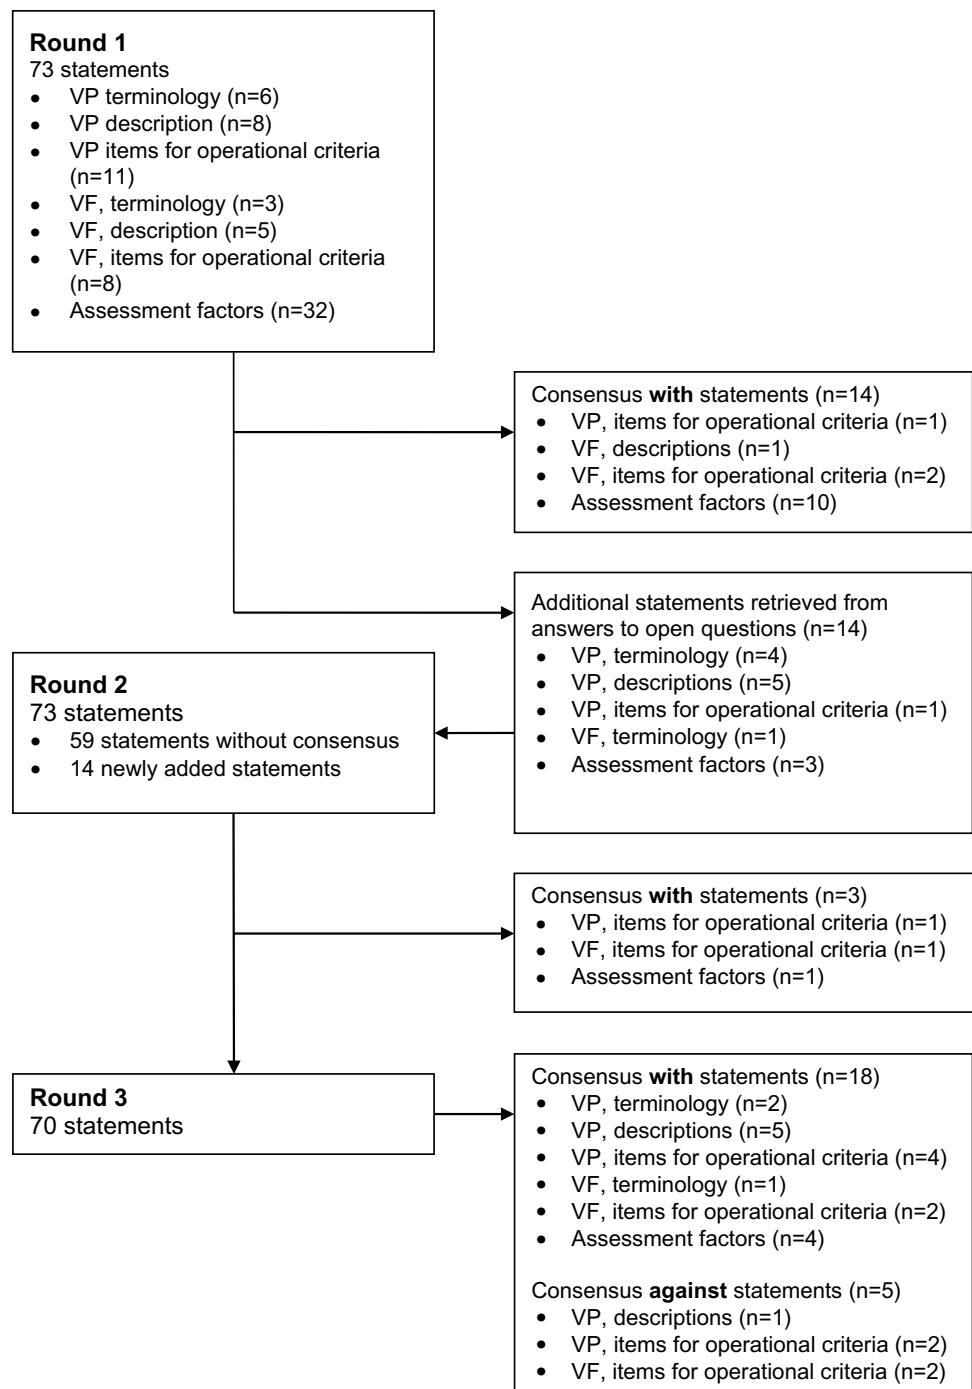 Round 1
73 statements
• VP terminology (n=6)
• VP description (n=8)
• VP items for operational criteria
(n=11)
• VF, terminology (n=3)
• VF, description (n=5)
• VF, items for operational criteria
(n=8)
• Assessment factors (n=32)
Consensus with statements (n=14)
• VP, items for operational criteria (n=1)
• VF, descriptions (n=1)
• VF, items for operational criteria (n=2)
• Assessment factors (n=10)
Additional statements retrieved from
answers to open questions (n=14)
• VP, terminology (n=4)
• VP, descriptions (n=5)
• VP, items for operational criteria (n=1)
• VF, terminology (n=1)
• Assessment factors (n=3)
Round 2
73 statements
• 59 statements without consensus
• 14 newly added statements
Consensus with statements (n=3)
• VP, items for operational criteria (n=1)
• VF, items for operational criteria (n=1)
• Assessment factors (n=1)
Round 3
70 statements
Consensus with statements (n=18)
• VP, terminology (n=2)
• VP, descriptions (n=5)
• VP, items for operational criteria (n=4)
• VF, terminology (n=1)
• VF, items for operational criteria (n=2)
• Assessment factors (n=4)
Consensus against statements (n=5)
• VP, descriptions (n=1)
• VP, items for operational criteria (n=2)
• VF, items for operational criteria (n=2)